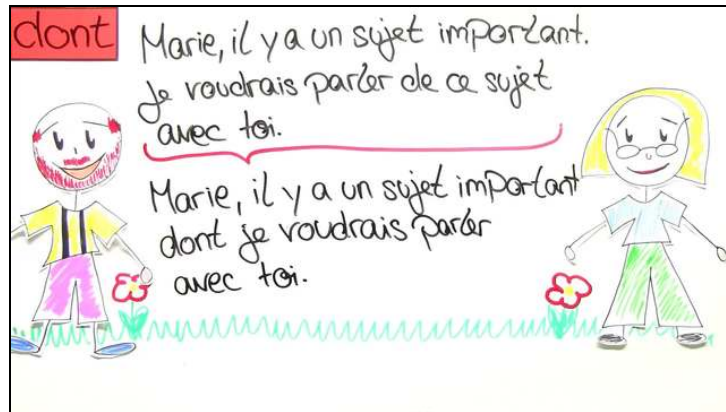 dont
Marie, il y a un sujet important.
Je voudrais parler de ce sujet
avec toi.
Marie, il y a un sujet important
dont je voudrais parler
avec toi.